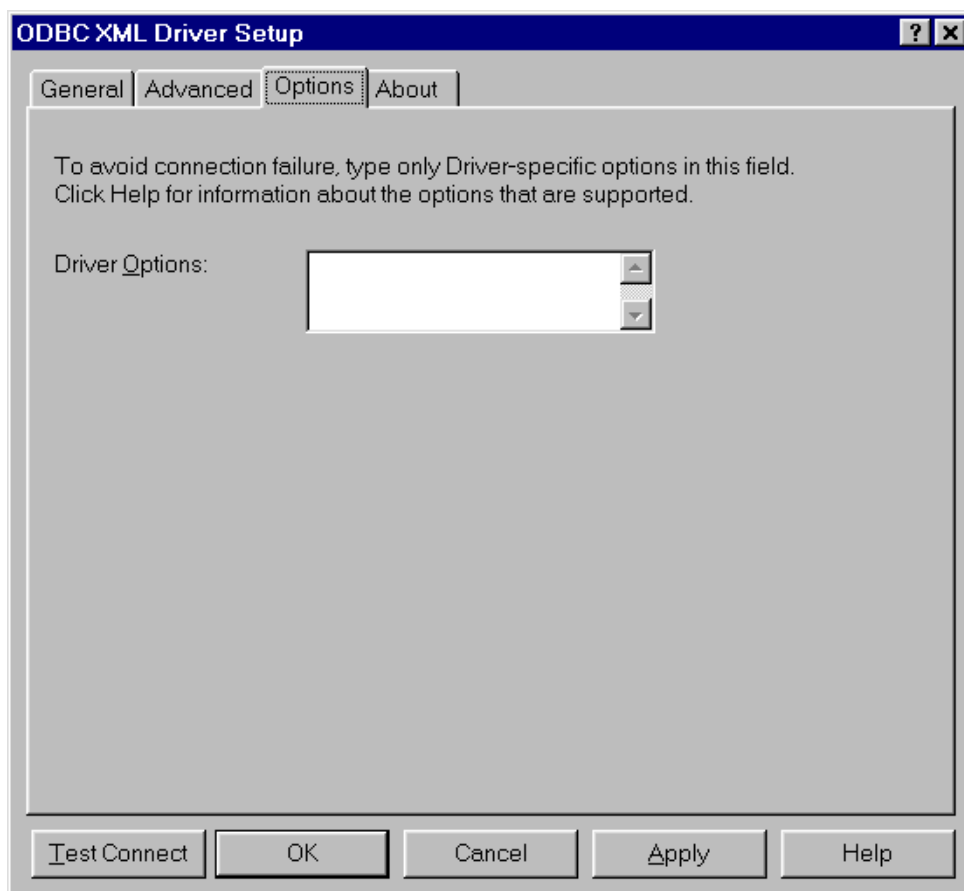 ODBC XML Driver Setup ?
General Advanced Options About
To avoid connection failure, type only Driver-specific options in this field.
Click Help for information about the options that are supported.
Driver Options:
Test Connect OK Cancel Apply Help